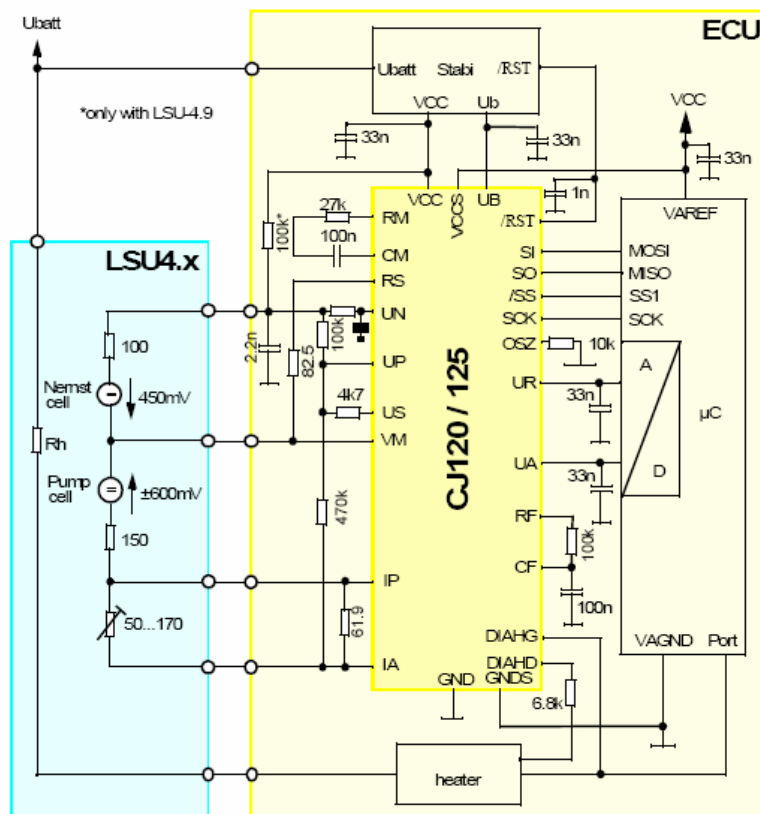 Ubatt
ECU
Ubatt Stabi /RST
VCC Ub
*only with LSU-4.9
33n
33n
VCC
33n
1n
VCC VCCS UB
27k
RM
100n
CM
100k*
/RST
VAREF
LSU4.x
RS
SI
MOSI
SO
MISO
UN
/SS
SS1
100k
SCK
SCK
2.2n
82.5
OSZ
10k
100
UP
UR
A
Nernst
cell
450mV
4k7
US
33n
µC
VM
CJ120 / 125
Rh
Pump
cell
±600mV
UA
33n
D
470k
RF
150
100k
IP
CF
50...170
61.9
100n
DIAHG
VAGND Port
IA
DIAHD
GND
GNDS
6.8k
heater